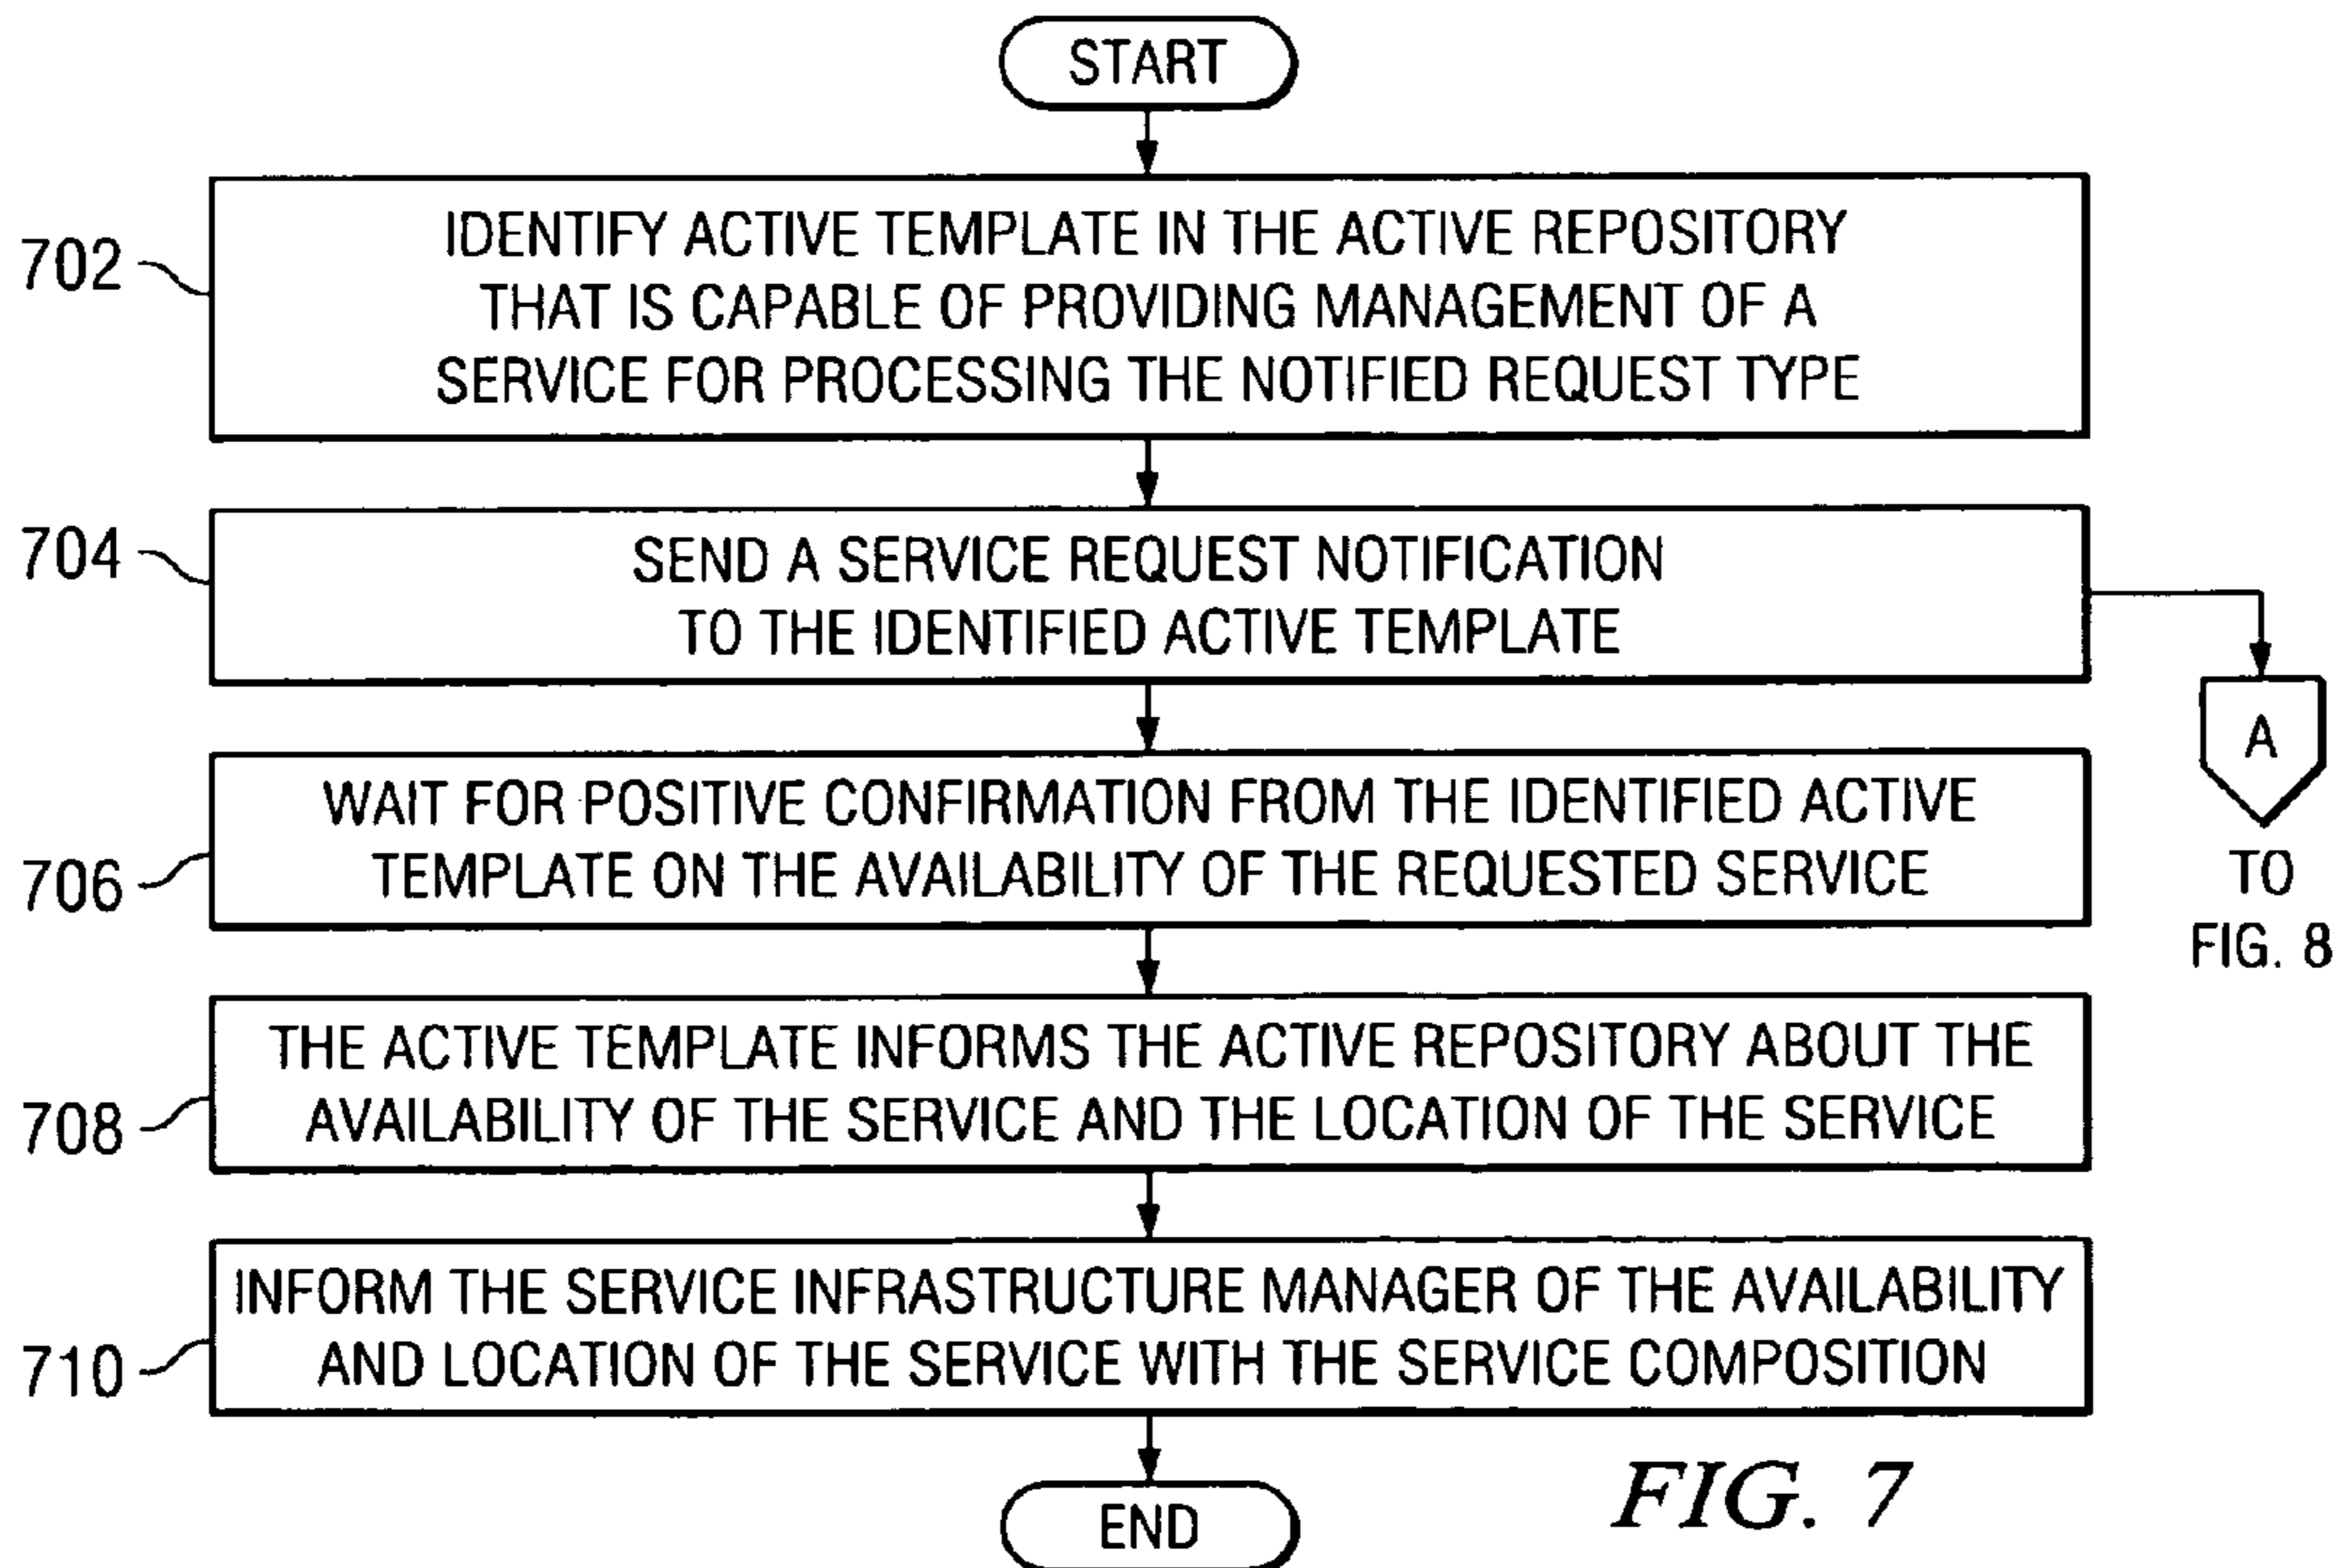 START
702
IDENTIFY ACTIVE TEMPLATE IN THE ACTIVE REPOSITORY
THAT IS CAPABLE OF PROVIDING MANAGEMENT OF A
SERVICE FOR PROCESSING THE NOTIFIED REQUEST TYPE
704
SEND A SERVICE REQUEST NOTIFICATION
TO THE IDENTIFIED ACTIVE TEMPLATE
A
TO
FIG. 8
706
WAIT FOR POSITIVE CONFIRMATION FROM THE IDENTIFIED ACTIVE
TEMPLATE ON THE AVAILABILITY OF THE REQUESTED SERVICE
708
THE ACTIVE TEMPLATE INFORMS THE ACTIVE REPOSITORY ABOUT THE
AVAILABILITY OF THE SERVICE AND THE LOCATION OF THE SERVICE
710
INFORM THE SERVICE INFRASTRUCTURE MANAGER OF THE AVAILABILITY
AND LOCATION OF THE SERVICE WITH THE SERVICE COMPOSITION
END
FIG. 7